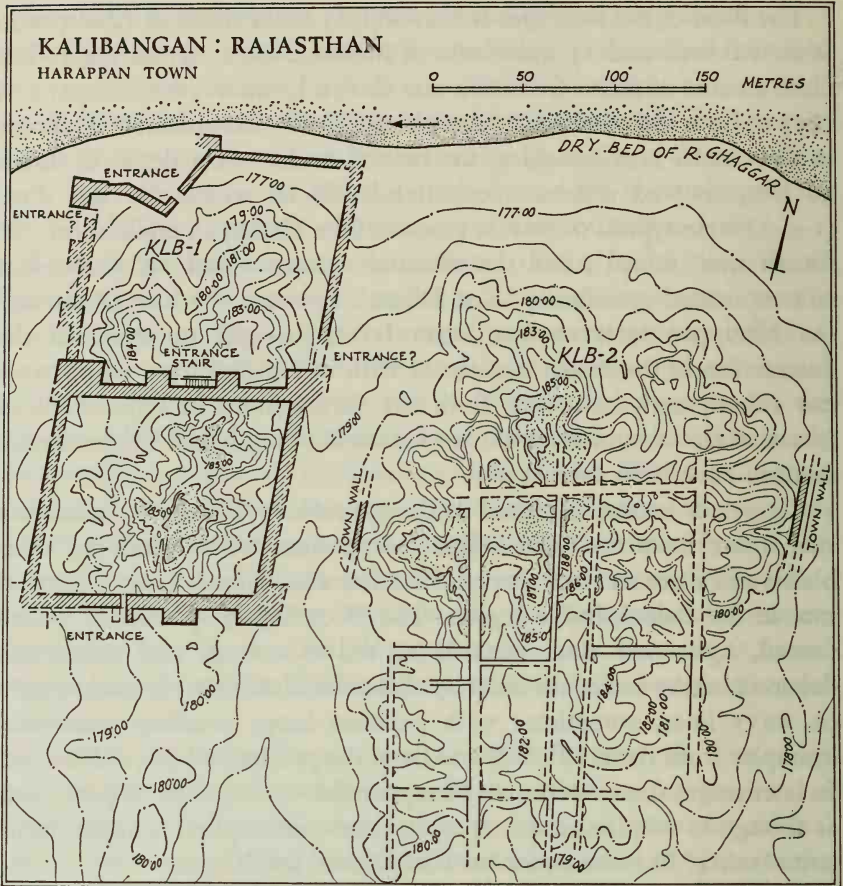 KALIBANGAN : RAJASTHAN
HARAPPAN TOWN
0 50 100 150 METRES
DRY BED OF R. GHAGGAR
N
ENTRANCE
ENTRANCE
?
177·00
179·00
181·00
180·00
KLB-1
183·00
184·00
ENTRANCE
STAIR
ENTRANCE?
177·00
180·00
183·00
KLB-2
185·00
179·00
185·00
185·00
TOWN WALL
TOWN WALL
188·00
186·00
187·00
185·0
180·00
ENTRANCE
180·00
179·00
180·00
180·00
184·00
182·00
181·00
180·00
182·00
178·00
180·00
179·00